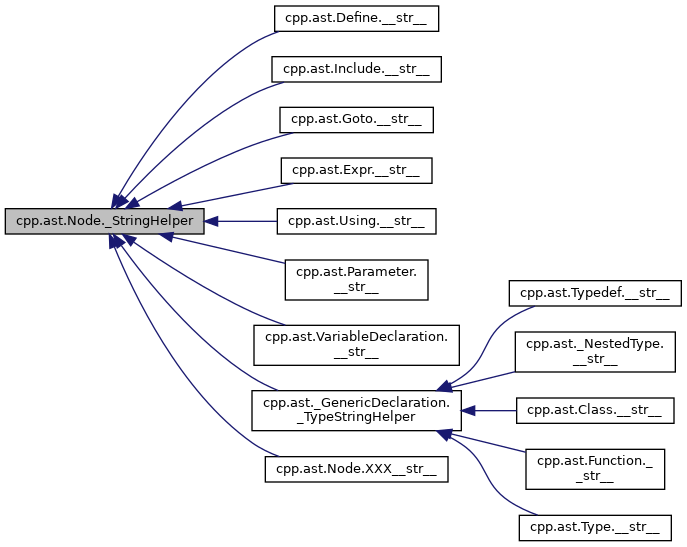 cpp.ast.Define.__str__
cpp.ast.Include.__str__
cpp.ast.Goto.__str__
cpp.ast.Expr.__str__
cpp.ast.Node._StringHelper
cpp.ast.Using.__str__
cpp.ast.Parameter.
__str__
cpp.ast.VariableDeclaration.
__str__
cpp.ast._GenericDeclaration.
_TypeStringHelper
cpp.ast.Node.XXX__str__
cpp.ast.Typedef.__str__
cpp.ast._NestedType.
__str__
cpp.ast.Class.__str__
cpp.ast.Function._
_str__
cpp.ast.Type.__str__